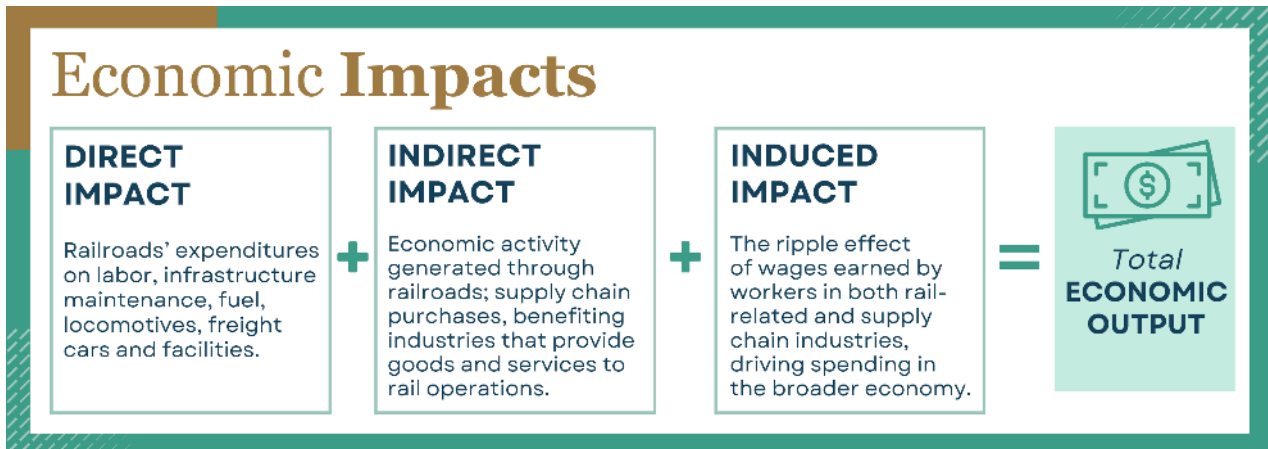 Economic Impacts
DIRECT
IMPACT
Railroads’ expenditures
on labor, infrastructure
maintenance, fuel,
locomotives, freight
cars and facilities.
+
INDIRECT
IMPACT
Economic activity
generated through
railroads; supply chain
purchases, benefiting
industries that provide
goods and services to
rail operations.
+
INDUCED
IMPACT
The ripple effect
of wages earned by
workers in both rail-
related and supply
chain industries,
driving spending in
the broader economy.
=
$
Total
ECONOMIC
OUTPUT